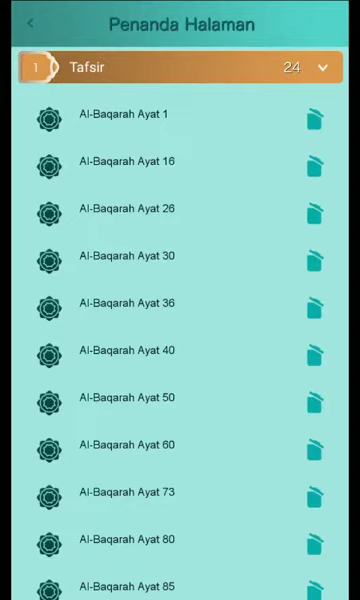 Penanda Halaman
1 Tafsir 24
Al-Baqarah Ayat 1
Al-Baqarah Ayat 16
Al-Baqarah Ayat 26
Al-Baqarah Ayat 30
Al-Baqarah Ayat 36
Al-Baqarah Ayat 40
Al-Baqarah Ayat 50
Al-Baqarah Ayat 60
Al-Baqarah Ayat 73
Al-Baqarah Ayat 80
Al-Baqarah Ayat 85